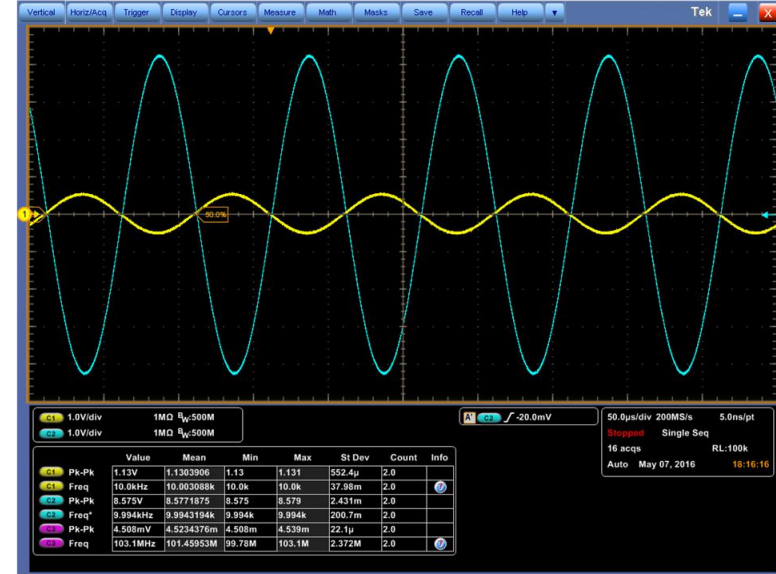 Vertical Horiz/Acq Trigger Display Cursors Measure Math Masks Save Recall Help Tek X
1 50.0%
C1 1.0V/div 1MΩ BW:500M
C2 1.0V/div 1MΩ BW:500M
A' C2 -20.0mV
50.0µs/div 200MS/s 5.0ns/pt
Stopped Single Seq
16 acqs RL:100k
Auto May 07, 2016 18:16:16
Value Mean Min Max St Dev Count Info
C1 Pk-Pk 1.13V 1.1303906 1.13 1.131 552.4µ 2.0
C1 Freq 10.0kHz 10.003088k 10.0k 10.0k 37.98m 2.0
C2 Pk-Pk 8.575V 8.5771875 8.575 8.579 2.431m 2.0
C2 Freq* 9.994kHz 9.9943194k 9.994k 9.994k 200.7m 2.0
C3 Pk-Pk 4.508mV 4.5234376m 4.508m 4.539m 22.1µ 2.0
C3 Freq 103.1MHz 101.45953M 99.78M 103.1M 2.372M 2.0